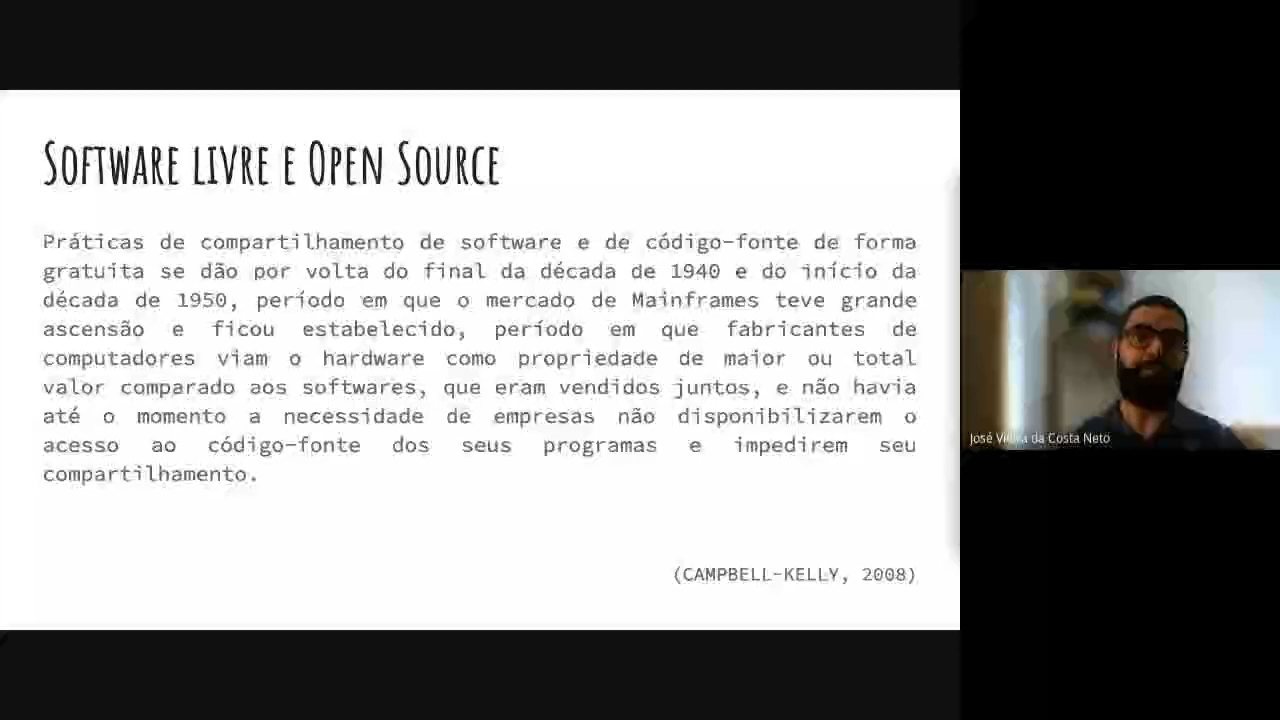 Software livre e Open Source
Práticas de compartilhamento de software e de código-fonte de forma
gratuita se dão por volta do final da década de 1940 e do início da
década de 1950, período em que o mercado de Mainframes teve grande
ascensão e ficou estabelecido, período em que fabricantes de
computadores viam o hardware como propriedade de maior ou total
valor comparado aos softwares, que eram vendidos juntos, e não havia
até o momento a necessidade de empresas não disponibilizarem o
acesso ao código-fonte dos seus programas e impedirem seu
compartilhamento.
(CAMPBELL-KELLY, 2008)
José Vieira da Costa Neto